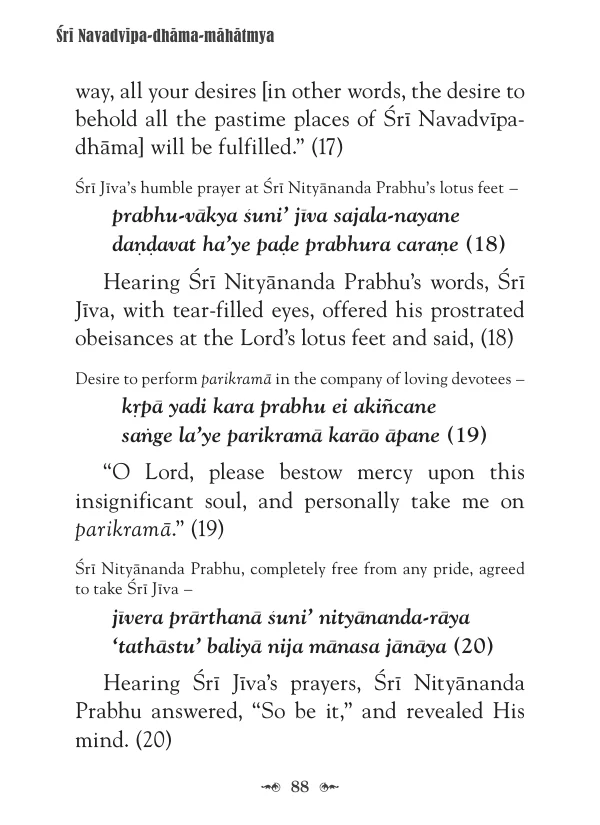 Śrī Navadvīpa-dhāma-māhātmya
way, all your desires [in other words, the desire to
behold all the pastime places of Śrī Navadvīpa-
dhāma] will be fulfilled.” (17)
Śrī Jīva’s humble prayer at Śrī Nityānanda Prabhu’s lotus feet –
prabhu-vākya śuni’ jīva sajala-nayane
daṇḍavat ha’ye paḍe prabhura caraṇe (18)
Hearing Śrī Nityānanda Prabhu’s words, Śrī
Jīva, with tear-filled eyes, offered his prostrated
obeisances at the Lord’s lotus feet and said, (18)
Desire to perform parikramā in the company of loving devotees –
kṛpā yadi kara prabhu ei akiñcane
saṅge la’ye parikramā karāo āpane (19)
“O Lord, please bestow mercy upon this
insignificant soul, and personally take me on
parikramā.” (19)
Śrī Nityānanda Prabhu, completely free from any pride, agreed
to take Śrī Jīva –
jīvera prārthanā śuni’ nityānanda-rāya
‘tathāstu’ baliyā nija mānasa jānāya (20)
Hearing Śrī Jīva’s prayers, Śrī Nityānanda
Prabhu answered, “So be it,” and revealed His
mind. (20)
88